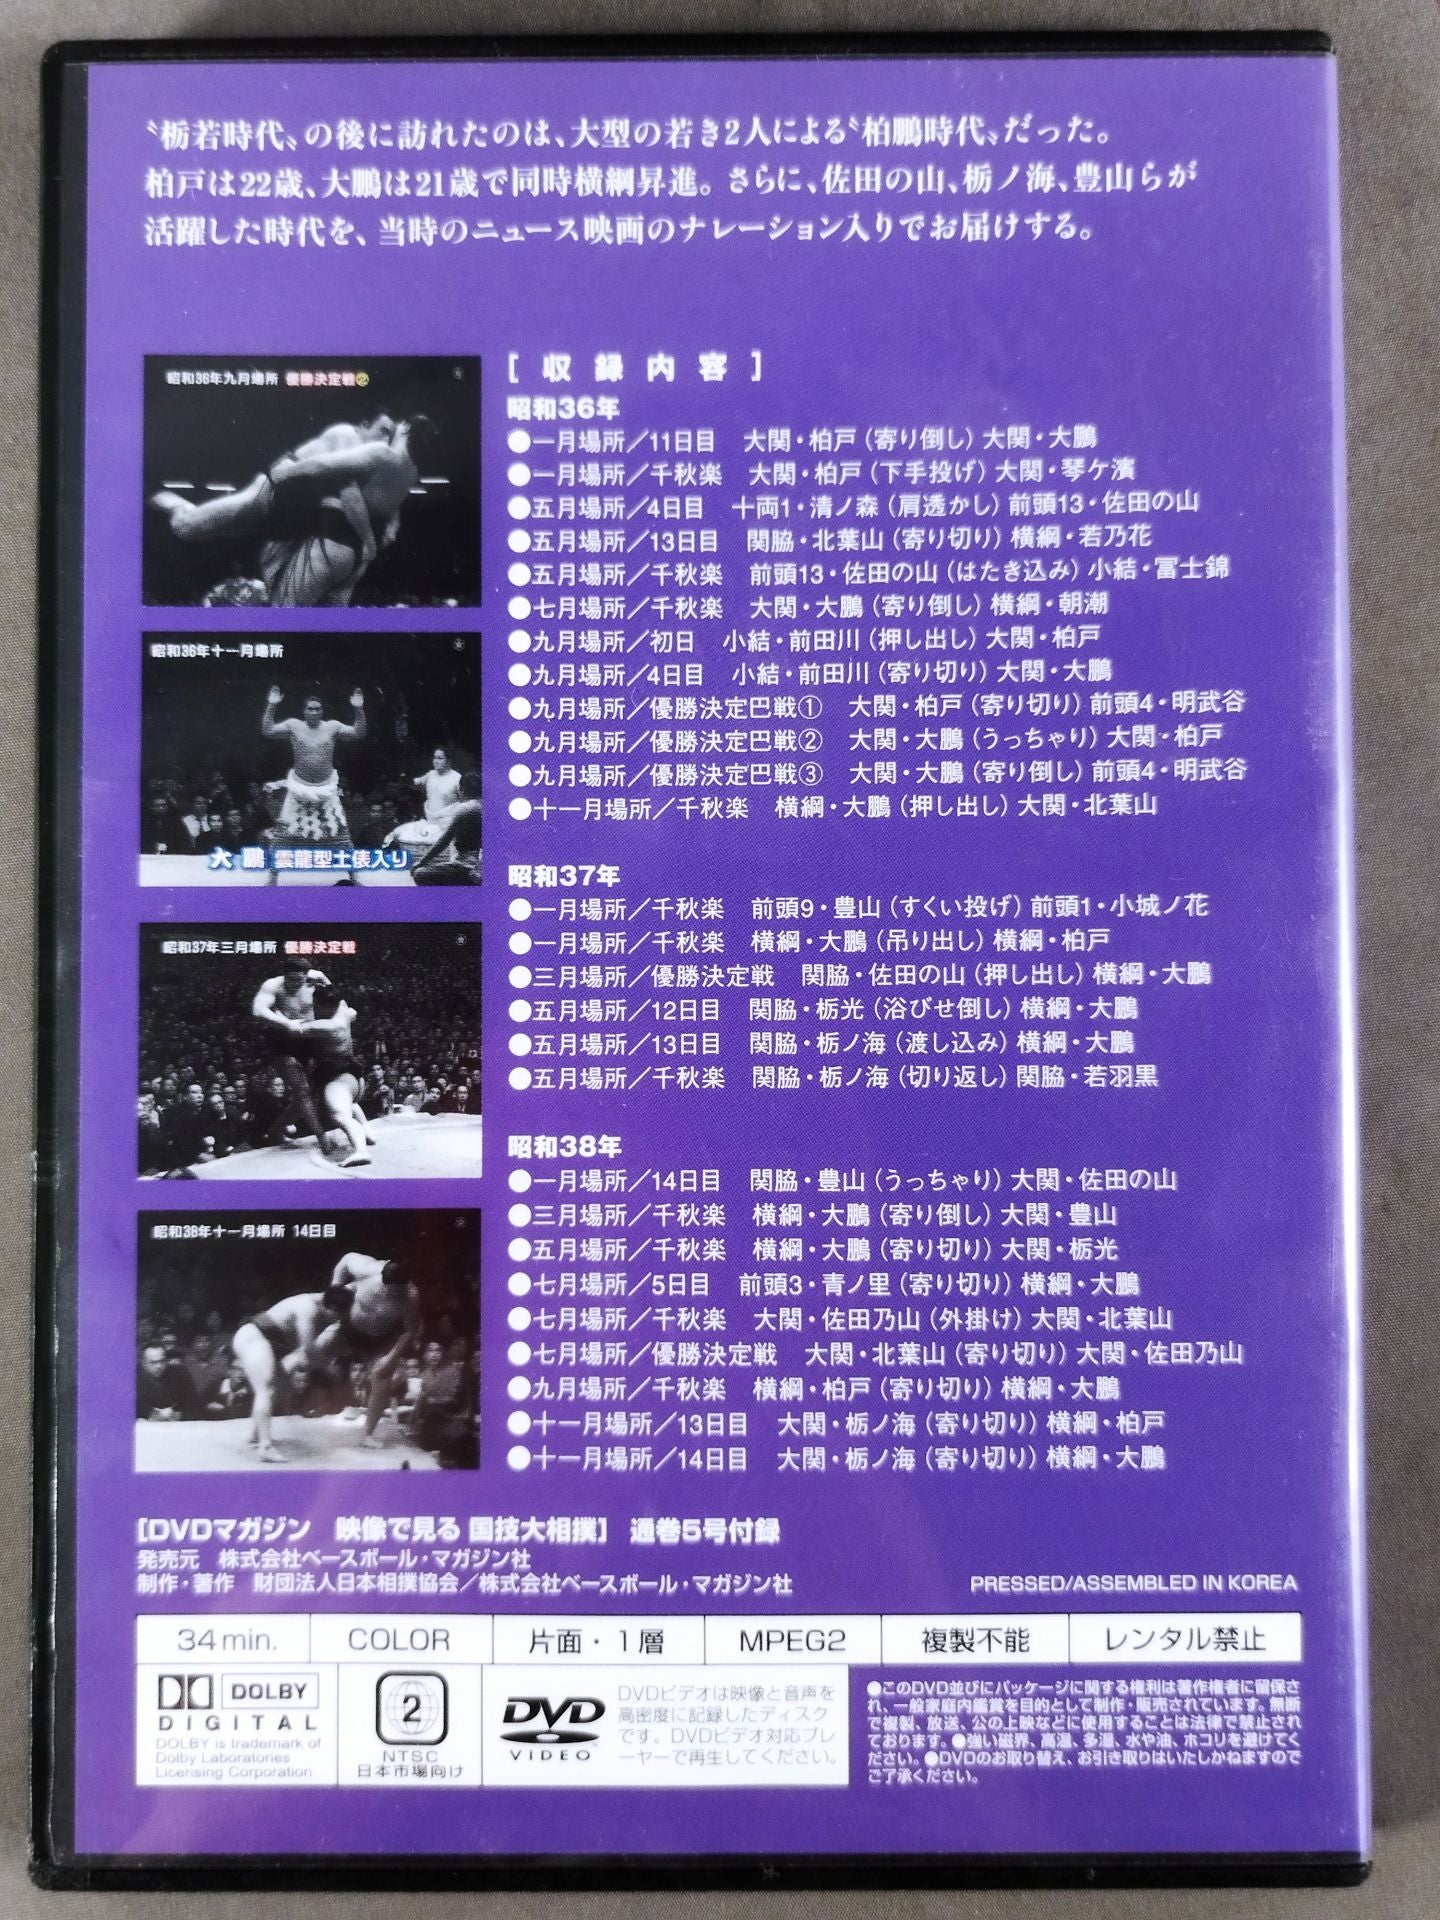 〝栃若時代〟の後に訪れたのは、大型の若き2人による〝柏鵬時代〟だった。
柏戸は22歳、大鵬は21歳で同時横綱昇進。さらに、佐田の山、栃ノ海、豊山らが
活躍した時代を、当時のニュース映画のナレーション入りでお届けする。
昭和36年九月場所 優勝決定戦②
昭和36年十一月場所
大鵬 雲龍型土俵入り
昭和37年三月場所 優勝決定戦
昭和38年十一月場所 14日目
[収録内容]
昭和36年
●一月場所／11日目 大関・柏戸（寄り倒し）大関・大鵬
●一月場所／千秋楽 大関・柏戸（下手投げ）大関・琴ケ濱
●五月場所／4日目 十両1・清ノ森（肩透かし）前頭13・佐田の山
●五月場所／13日目 関脇・北葉山（寄り切り）横綱・若乃花
●五月場所／千秋楽 前頭13・佐田の山（はたき込み）小結・冨士錦
●七月場所／千秋楽 大関・大鵬（寄り倒し）横綱・朝潮
●九月場所／初日 小結・前田川（押し出し）大関・柏戸
●九月場所／4日目 小結・前田川（寄り切り）大関・大鵬
●九月場所／優勝決定巴戦① 大関・柏戸（寄り切り）前頭4・明武谷
●九月場所／優勝決定巴戦② 大関・大鵬（うっちゃり）大関・柏戸
●九月場所／優勝決定巴戦③ 大関・大鵬（寄り倒し）前頭4・明武谷
●十一月場所／千秋楽 横綱・大鵬（押し出し）大関・北葉山
昭和37年
●一月場所／千秋楽 前頭9・豊山（すくい投げ）前頭1・小城ノ花
●一月場所／千秋楽 横綱・大鵬（吊り出し）横綱・柏戸
●三月場所／優勝決定戦 関脇・佐田の山（押し出し）横綱・大鵬
●五月場所／12日目 関脇・栃光（浴びせ倒し）横綱・大鵬
●五月場所／13日目 関脇・栃ノ海（渡し込み）横綱・大鵬
●五月場所／千秋楽 関脇・栃ノ海（切り返し）関脇・若羽黒
昭和38年
●一月場所／14日目 関脇・豊山（うっちゃり）大関・佐田の山
●三月場所／千秋楽 横綱・大鵬（寄り倒し）大関・豊山
●五月場所／千秋楽 横綱・大鵬（寄り切り）大関・栃光
●七月場所／5日目 前頭3・青ノ里（寄り切り）横綱・大鵬
●七月場所／千秋楽 大関・佐田乃山（外掛け）大関・北葉山
●七月場所／優勝決定戦 大関・北葉山（寄り切り）大関・佐田乃山
●九月場所／千秋楽 横綱・柏戸（寄り切り）横綱・大鵬
●十一月場所／13日目 大関・栃ノ海（寄り切り）横綱・柏戸
●十一月場所／14日目 大関・栃ノ海（寄り切り）横綱・大鵬
[DVDマガジン 映像で見る 国技大相撲] 通巻5号付録
発売元 株式会社ベースボール・マガジン社
制作・著作 財団法人日本相撲協会／株式会社ベースボール・マガジン社
PRESSED/ASSEMBLED IN KOREA
34min. COLOR 片面・1層 MPEG2 複製不能 レンタル禁止
DOLBY
DIGITAL
DOLBY is trademark of
Dolby Laboratories
Licensing Corporation.
2
NTSC
日本市場向け
DVD
VIDEO
DVDビデオは映像と音声を
高密度に記録したディスク
です。DVDビデオ対応プレ
ーヤーで再生してください。
●このDVD並びにパッケージに関する権利は著作権者に留保さ
れ、一般家庭内鑑賞を目的として制作・販売されています。無断
で複製、放送、公の上映などに使用することは法律で禁止され
ております。●強い磁界、高温、多湿、水や油、ホコリを避けてく
ださい。●DVDのお取り替え、お引き取りはいたしかねますので
ご了承ください。